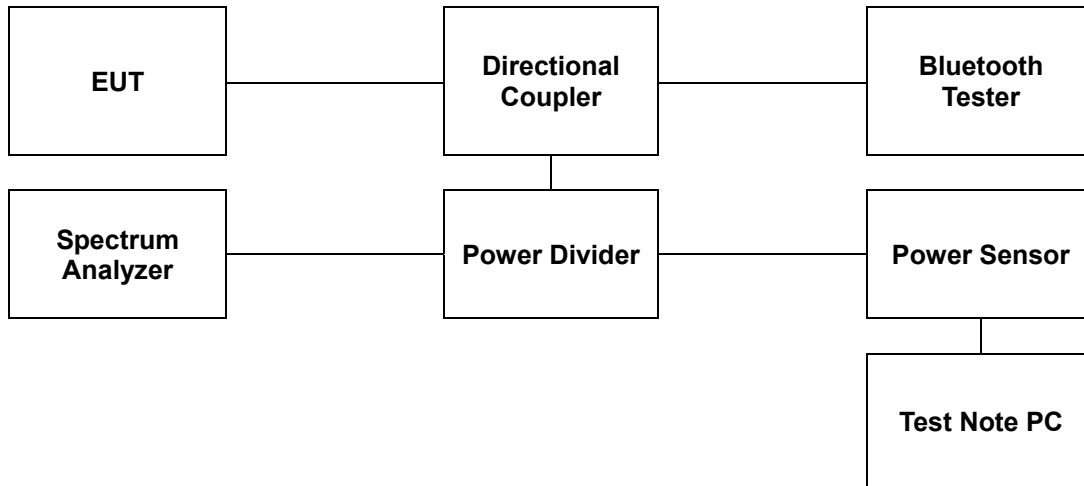 EUT
Directional
Coupler
Bluetooth
Tester
Spectrum
Analyzer
Power Divider
Power Sensor
Test Note PC